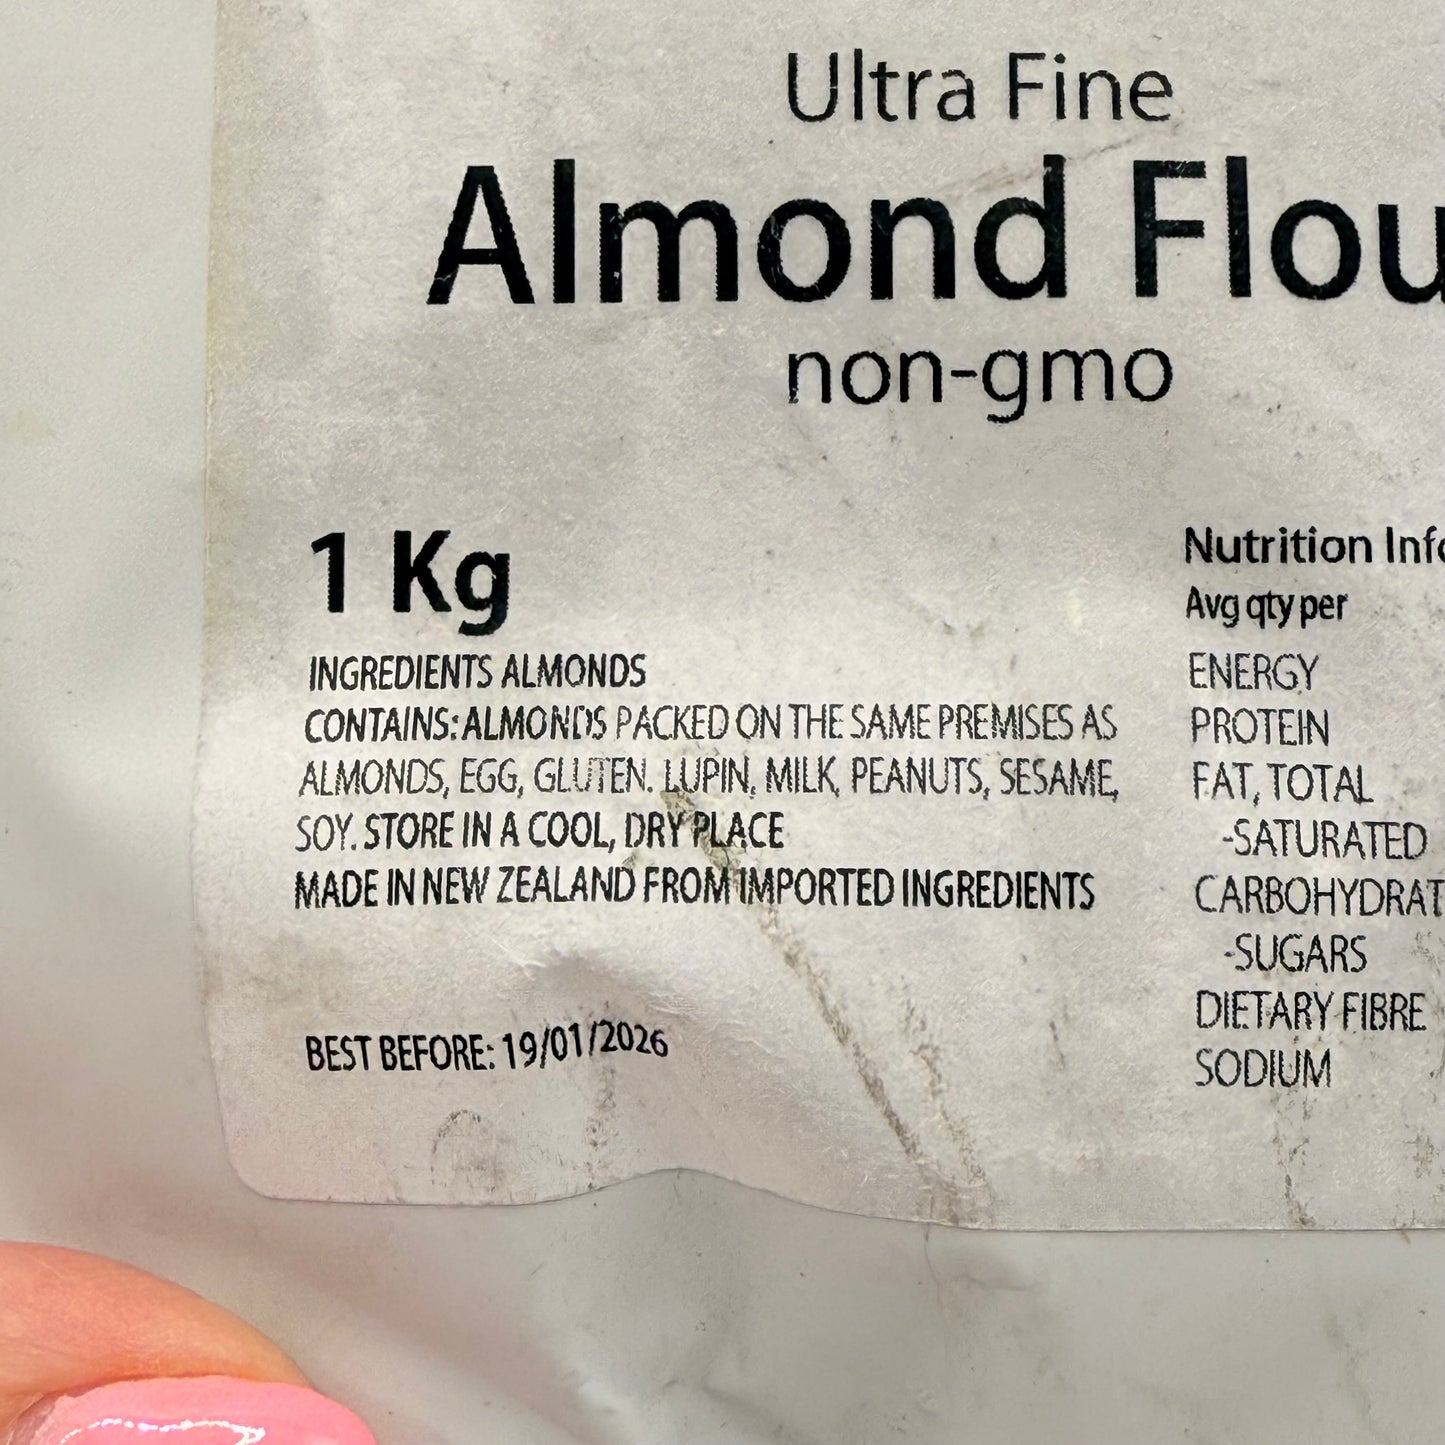 Ultra Fine
Almond Flou
non-gmo
1 Kg
INGREDIENTS ALMONDS
CONTAINS: ALMONDS PACKED ON THE SAME PREMISES AS
ALMONDS, EGG, GLUTEN. LUPIN, MILK, PEANUTS, SESAME,
SOY. STORE IN A COOL, DRY PLACE
MADE IN NEW ZEALAND FROM IMPORTED INGREDIENTS
BEST BEFORE: 19/01/2026
Nutrition Info
Avg qty per
ENERGY
PROTEIN
FAT, TOTAL
-SATURATED
CARBOHYDRAT
-SUGARS
DIETARY FIBRE
SODIUM